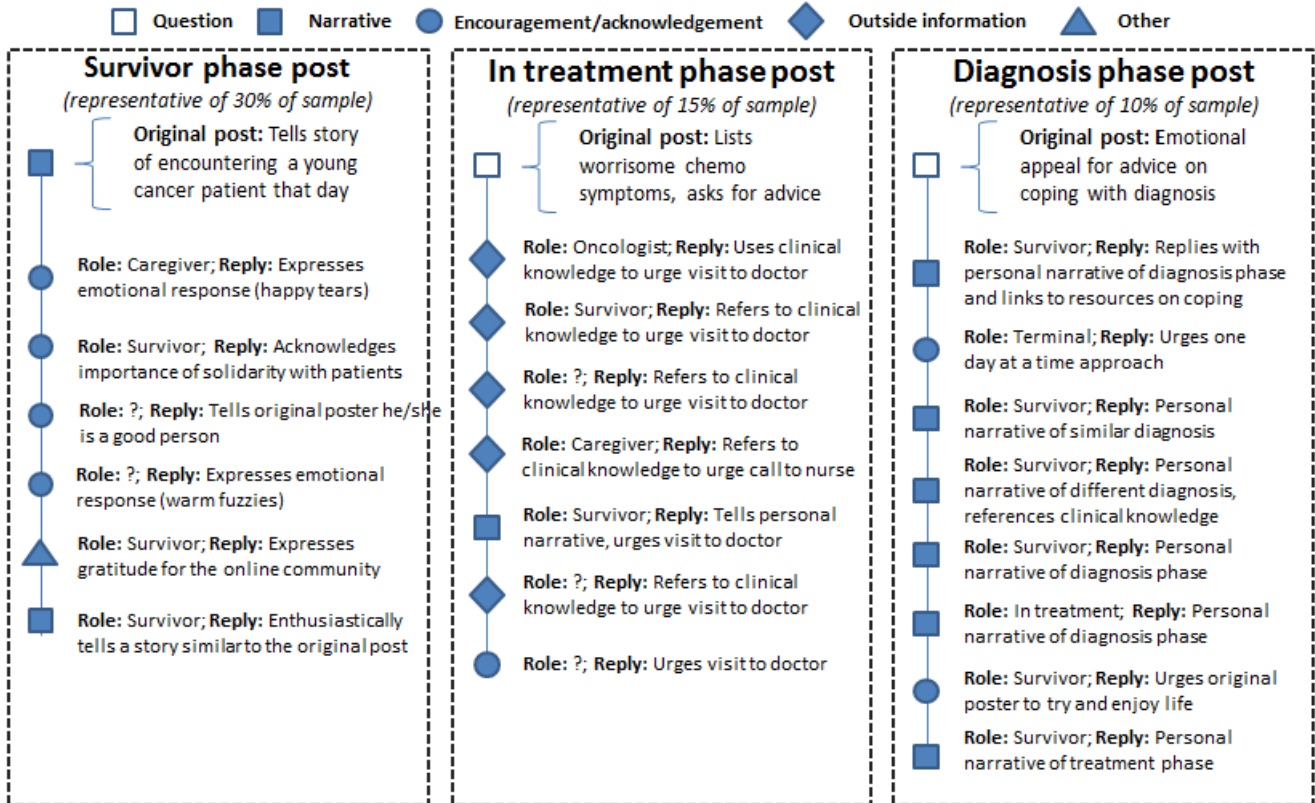 Question Narrative Encouragement/acknowledgement Outside information Other
Survivor phase post
(representative of 30% of sample)
Original post: Tells story
of encountering a young
cancer patient that day
Role: Caregiver; Reply: Expresses
emotional response (happy tears)
Role: Survivor; Reply: Acknowledges
importance of solidarity with patients
Role: ?; Reply: Tells original poster he/she
is a good person
Role: ?; Reply: Expresses emotional
response (warm fuzzies)
Role: Survivor; Reply: Expresses
gratitude for the online community
Role: Survivor; Reply: Enthusiastically
tells a story similar to the original post
In treatment phase post
(representative of 15% of sample)
Original post: Lists
worrisome chemo
symptoms, asks for advice
Role: Oncologist; Reply: Uses clinical
knowledge to urge visit to doctor
Role: Survivor; Reply: Refers to clinical
knowledge to urge visit to doctor
Role: ?; Reply: Refers to clinical
knowledge to urge visit to doctor
Role: Caregiver; Reply: Refers to
clinical knowledge to urge call to nurse
Role: Survivor; Reply: Tells personal
narrative, urges visit to doctor
Role: ?; Reply: Refers to clinical
knowledge to urge visit to doctor
Role: ?; Reply: Urges visit to doctor
Diagnosis phase post
(representative of 10% of sample)
Original post: Emotional
appeal for advice on
coping with diagnosis
Role: Survivor; Reply: Replies with
personal narrative of diagnosis phase
and links to resources on coping
Role: Terminal; Reply: Urges one
day at a time approach
Role: Survivor; Reply: Personal
narrative of similar diagnosis
Role: Survivor; Reply: Personal
narrative of different diagnosis,
references clinical knowledge
Role: Survivor; Reply: Personal
narrative of diagnosis phase
Role: In treatment; Reply: Personal
narrative of diagnosis phase
Role: Survivor; Reply: Urges original
poster to try and enjoy life
Role: Survivor; Reply: Personal
narrative of treatment phase